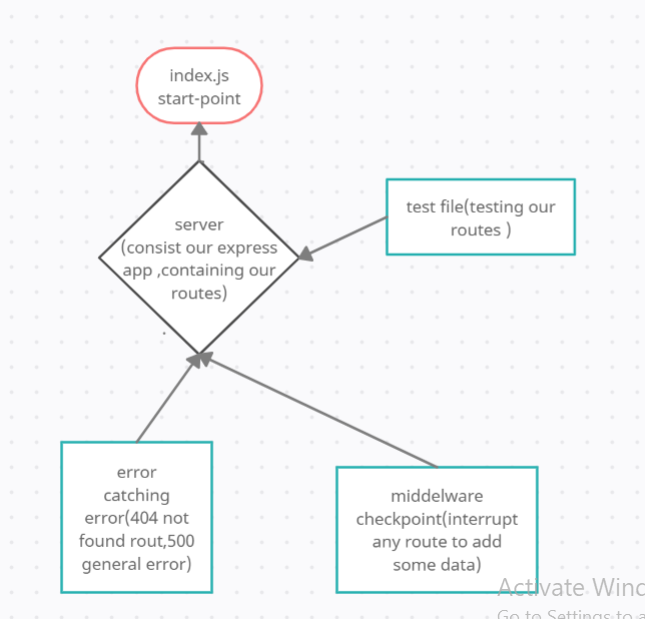 index.js
start-point
test file(testing our
routes )
server
(consist our express
app ,containing our
routes)
error
catching
error(404 not
found rout,500
general error)
middelware
checkpoint(interrupt
any route to add
some data)
Activate Wind
Go to Settings to a